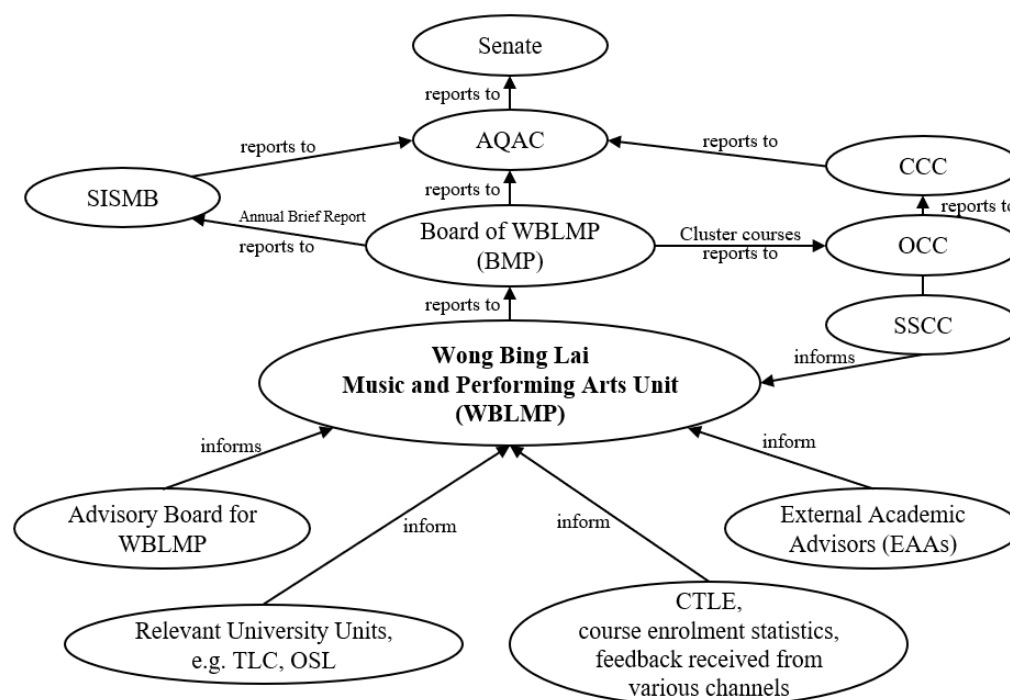 Senate
reports to
AQAC
reports to
reports to
reports to
CCC
SISMB
Annual Brief Report
reports to
Board of WBLMP
(BMP)
Cluster courses
reports to
reports to
OCC
SSCC
reports to
informs
Wong Bing Lai
Music and Performing Arts Unit
(WBLMP)
informs
inform
inform
inform
Advisory Board for
WBLMP
External Academic
Advisors (EAAs)
Relevant University Units,
e.g. TLC, OSL
CTLE,
course enrolment statistics,
feedback received from
various channels